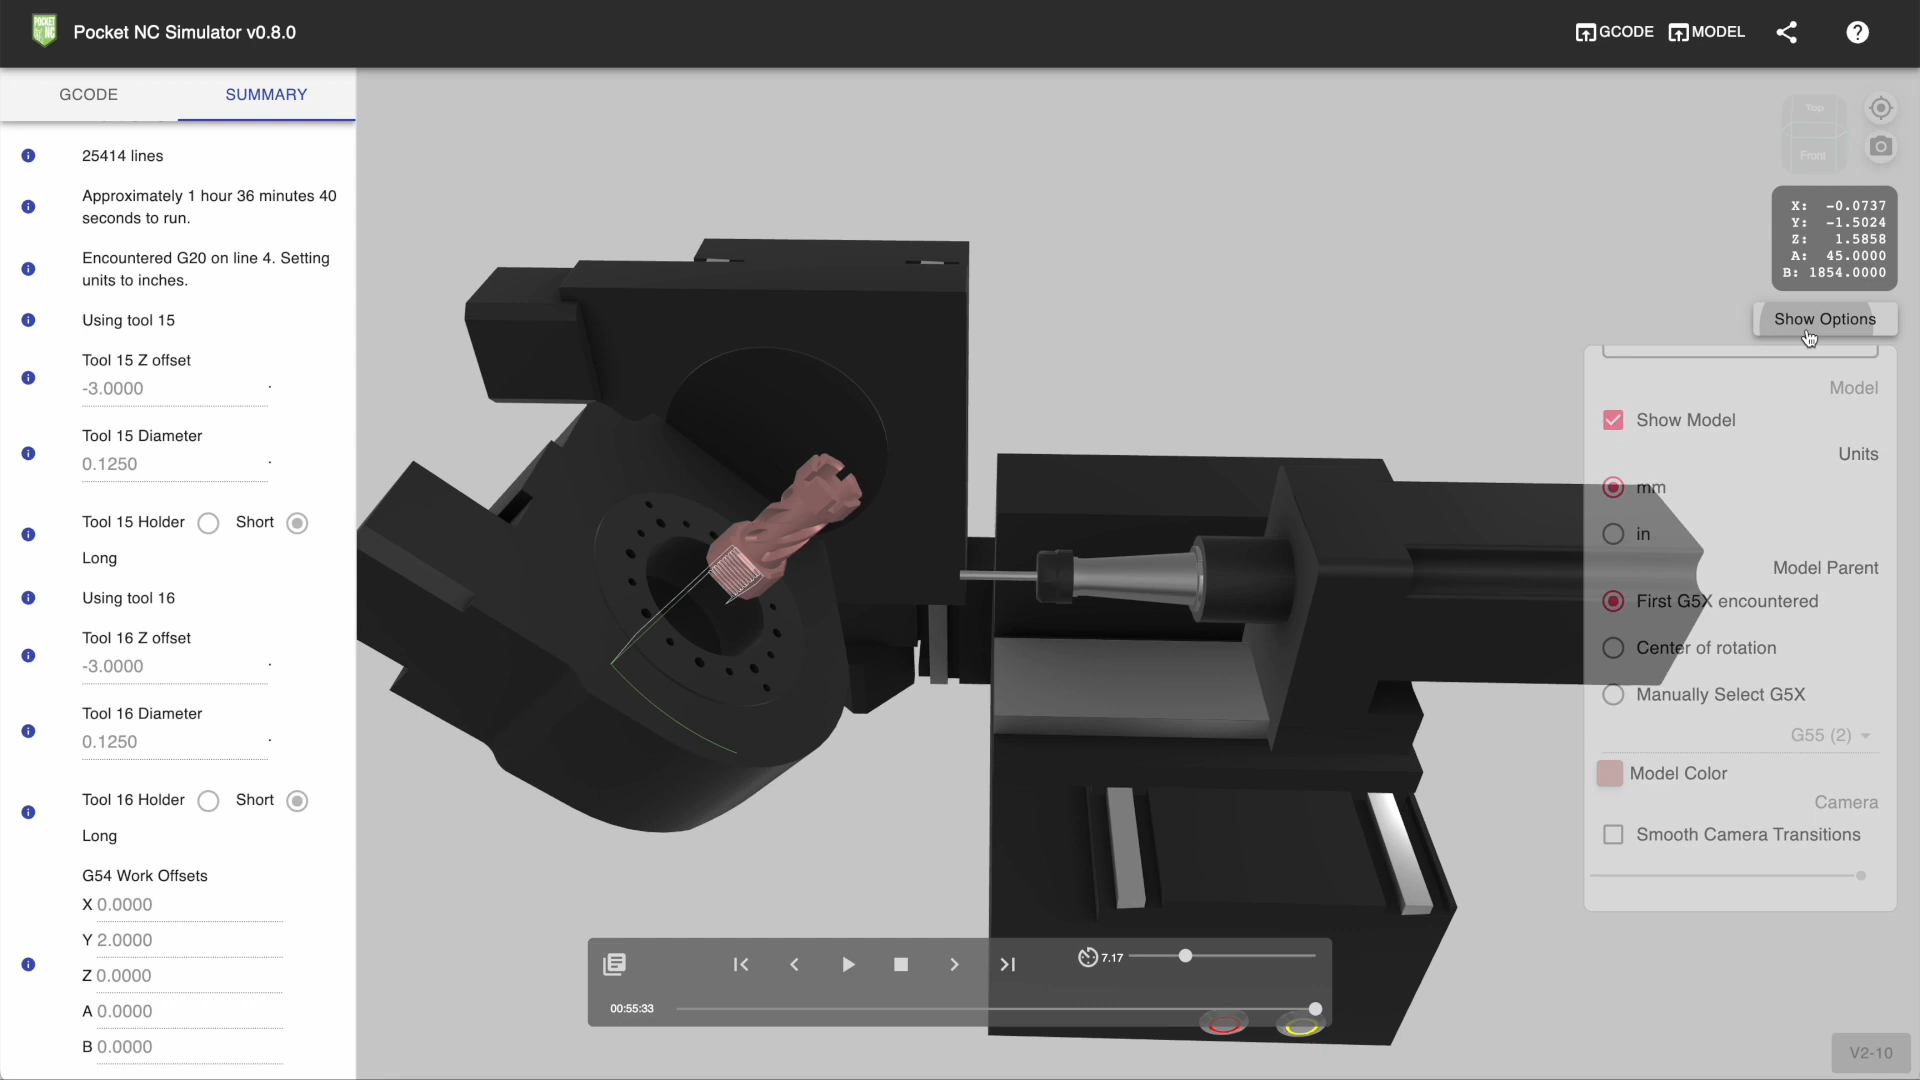 POCKET
NC
Pocket NC Simulator v0.8.0
GCODE
MODEL
GCODE
SUMMARY
25414 lines
Approximately 1 hour 36 minutes 40
seconds to run.
Encountered G20 on line 4. Setting
units to inches.
Using tool 15
Tool 15 Z offset
-3.0000
Tool 15 Diameter
0.1250
Tool 15 Holder Short
Long
Using tool 16
Tool 16 Z offset
-3.0000
Tool 16 Diameter
0.1250
Tool 16 Holder Short
Long
G54 Work Offsets
X 0.0000
Y 2.0000
Z 0.0000
A 0.0000
B 0.0000
Top
Front
X: -0.0737
Y: -1.5024
Z: 1.5858
A: 45.0000
B: 1854.0000
Show Options
Model
Show Model
Units
mm
in
Model Parent
First G5X encountered
Center of rotation
Manually Select G5X
G55 (2)
Model Color
Camera
Smooth Camera Transitions
7.17
00:55:33
V2-10